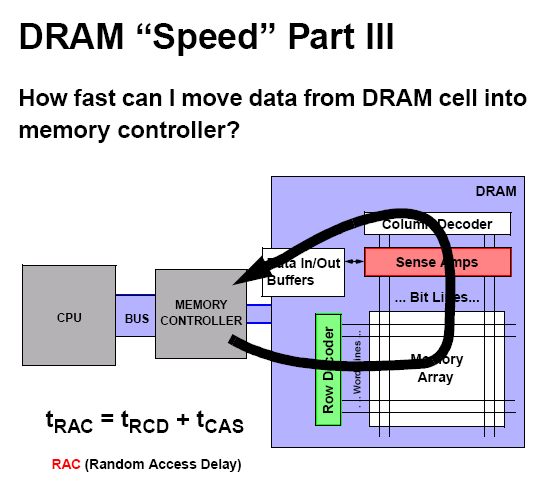 DRAM “Speed” Part III
How fast can I move data from DRAM cell into
memory controller?
DRAM
Column Decoder
Data In/Out
Buffers
Sense Amps
... Bit Lines...
CPU
BUS
MEMORY
CONTROLLER
Row Decoder
... Word Lines ...
Memory
Array
tRAC = tRCD + tCAS
RAC (Random Access Delay)